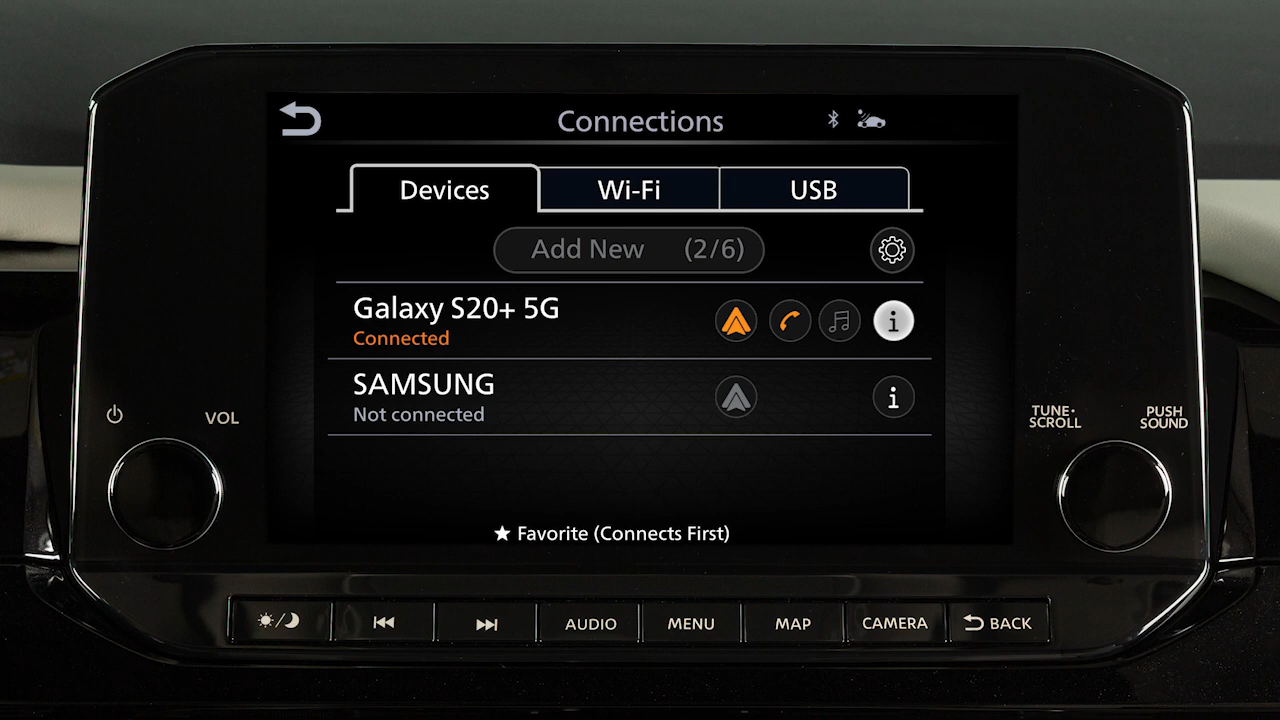 Connections
Devices
Wi-Fi
USB
Add New (2/6)
Galaxy S20+ 5G
Connected
i
SAMSUNG
Not connected
i
★ Favorite (Connects First)
VOL
TUNE·
SCROLL
PUSH
SOUND
AUDIO
MENU
MAP
CAMERA
BACK